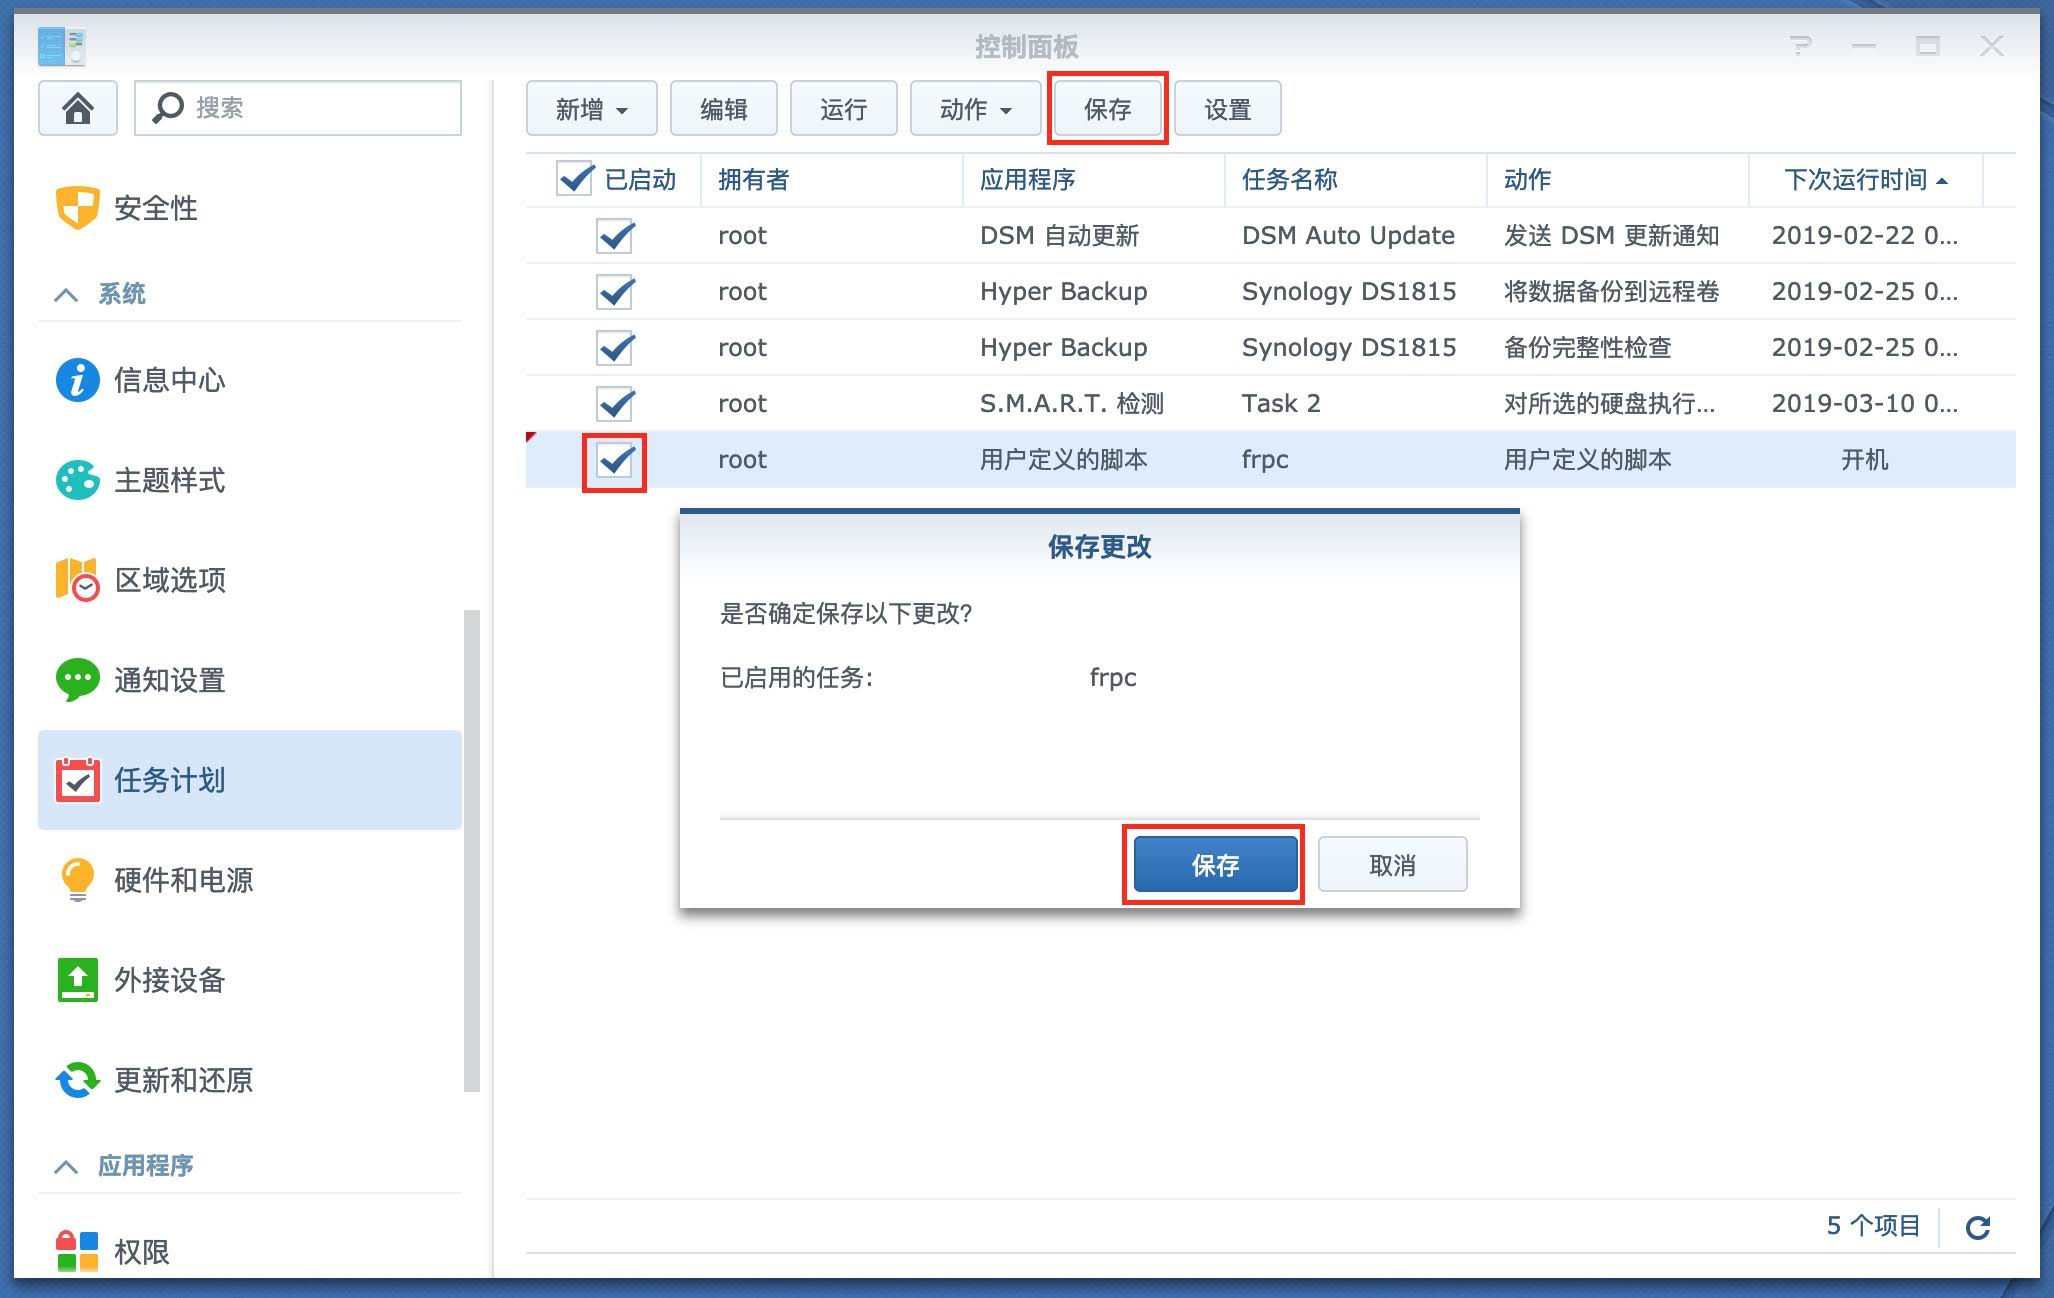 控制面板
搜索
新增
编辑
运行
动作
保存
设置
安全性
系统
信息中心
主题样式
区域选项
通知设置
任务计划
硬件和电源
外接设备
更新和还原
应用程序
权限
已启动 拥有者 应用程序 任务名称 动作 下次运行时间
root DSM 自动更新 DSM Auto Update 发送 DSM 更新通知 2019-02-22 0...
root Hyper Backup Synology DS1815 将数据备份到远程卷 2019-02-25 0...
root Hyper Backup Synology DS1815 备份完整性检查 2019-02-25 0...
root S.M.A.R.T. 检测 Task 2 对所选的硬盘执行... 2019-03-10 0...
root 用户定义的脚本 frpc 用户定义的脚本 开机
保存更改
是否确定保存以下更改?
已启用的任务: frpc
保存
取消
5 个项目